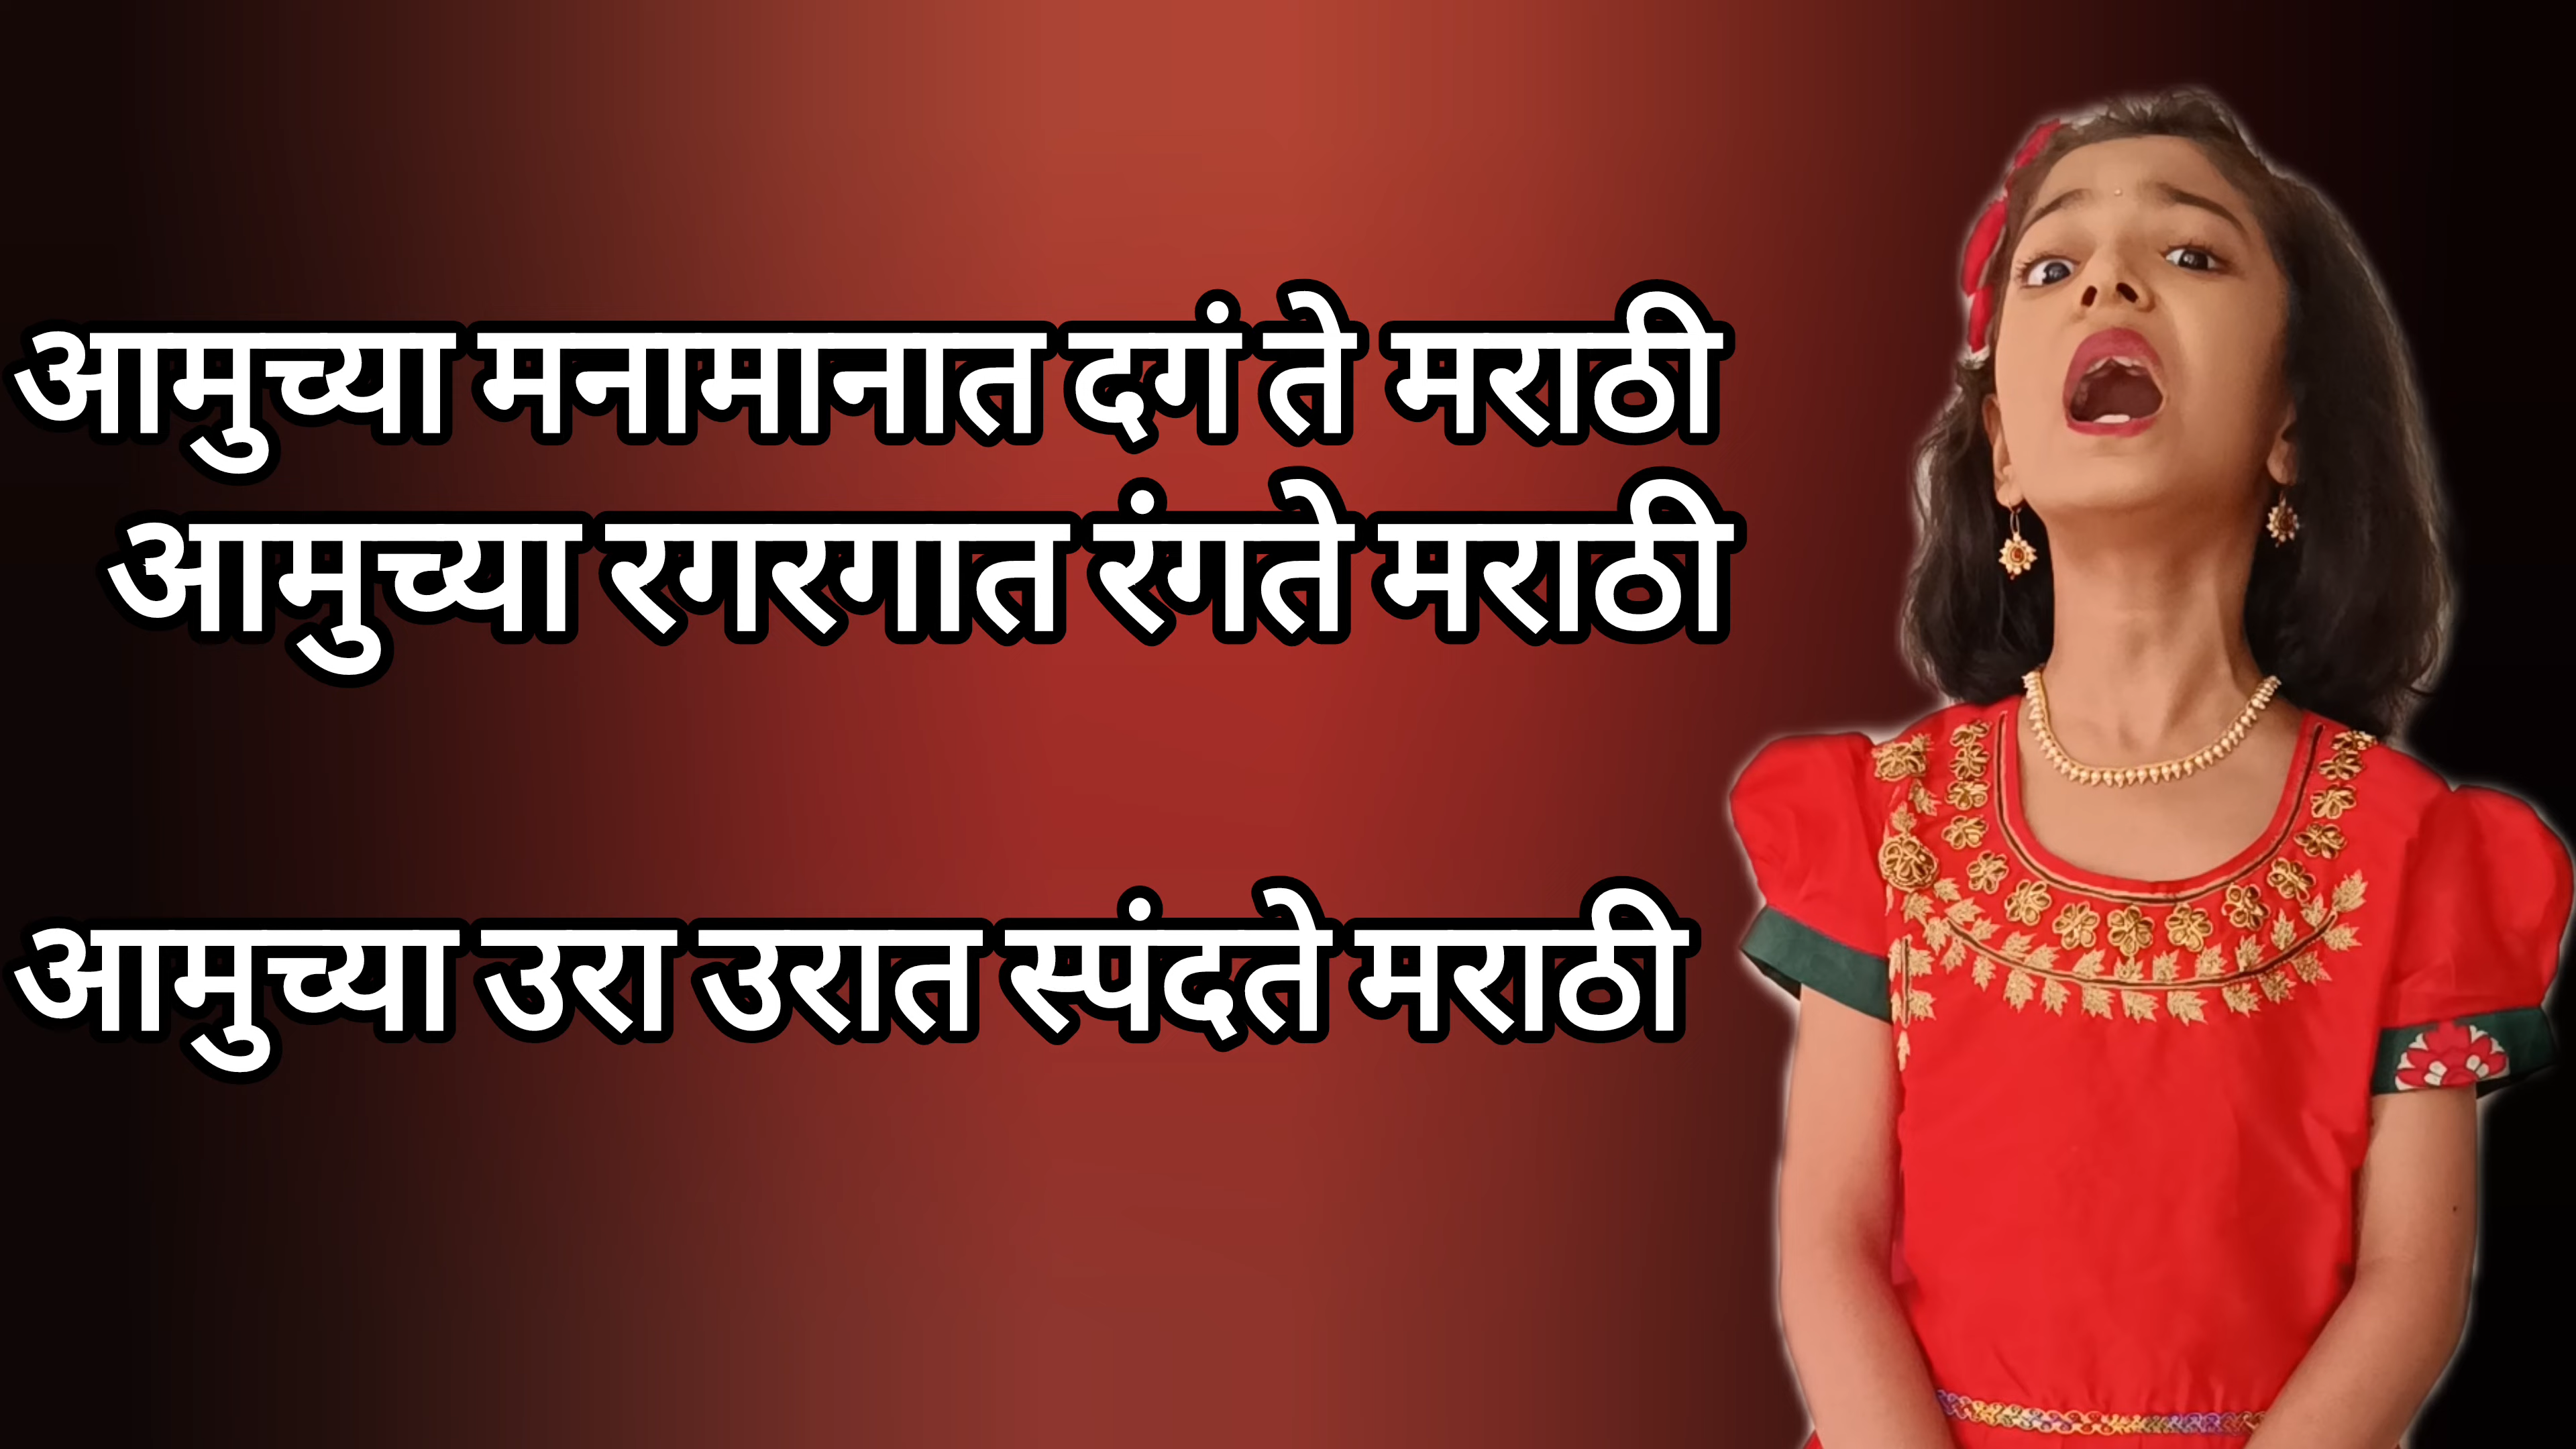 आमुच्या मनामानात दगं ते मराठी
आमुच्या रगरगात रंगते मराठी
आमुच्या उरा उरात स्पंदते मराठी